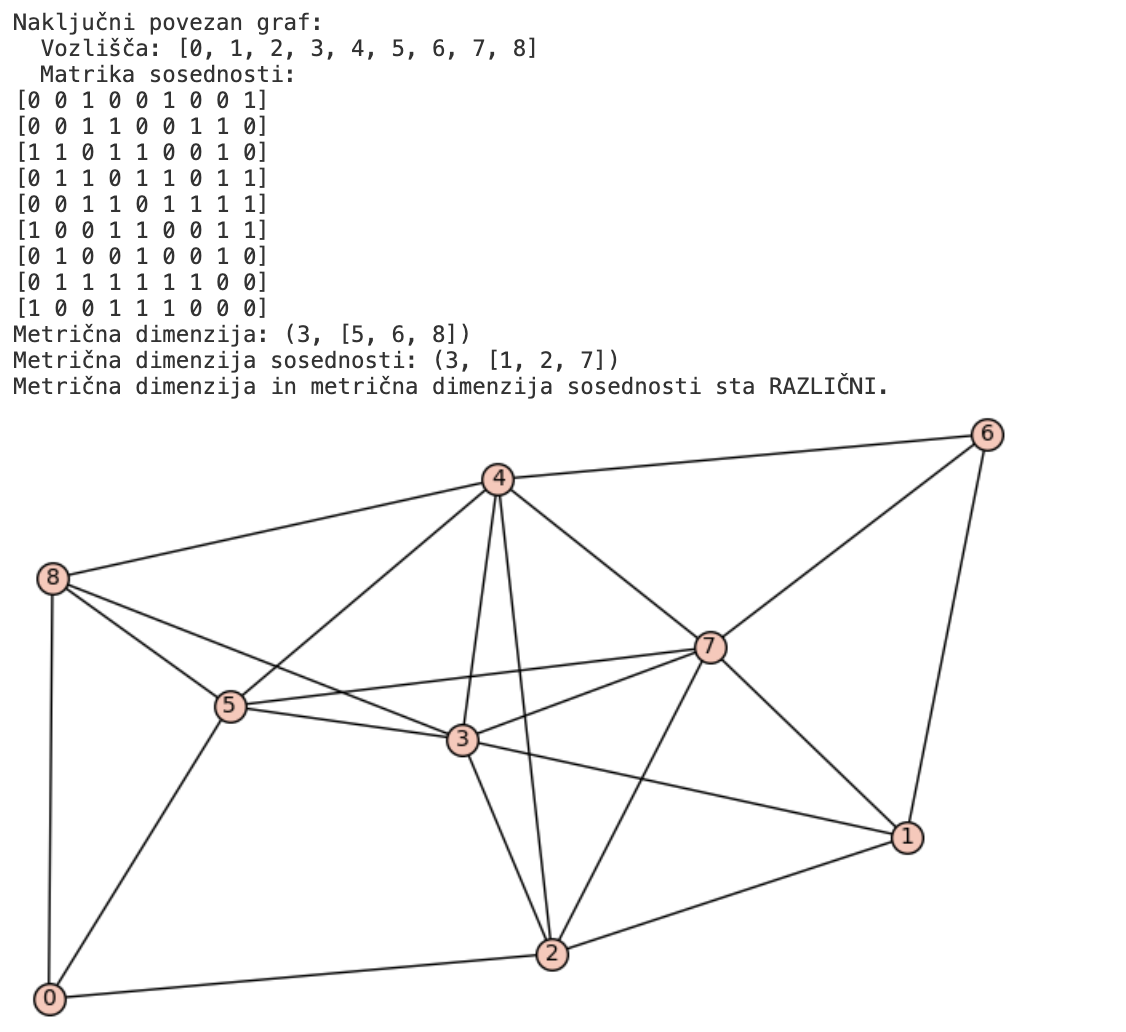 Naključni povezan graf:
Vozlišča: [0, 1, 2, 3, 4, 5, 6, 7, 8]
Matrika sosednosti:
[0 0 1 0 0 1 0 0 1]
[0 0 1 1 0 0 1 1 0]
[1 1 0 1 1 0 0 1 0]
[0 1 1 0 1 1 0 1 1]
[0 0 1 1 0 1 1 1 1]
[1 0 0 1 1 0 0 1 1]
[0 1 0 0 1 0 0 1 0]
[0 1 1 1 1 1 1 0 0]
[1 0 0 1 1 1 0 0 0]
Metrična dimenzija: (3, [5, 6, 8])
Metrična dimenzija sosednosti: (3, [1, 2, 7])
Metrična dimenzija in metrična dimenzija sosednosti sta RAZLIČNI.
6
4
8
7
5
3
1
2
0